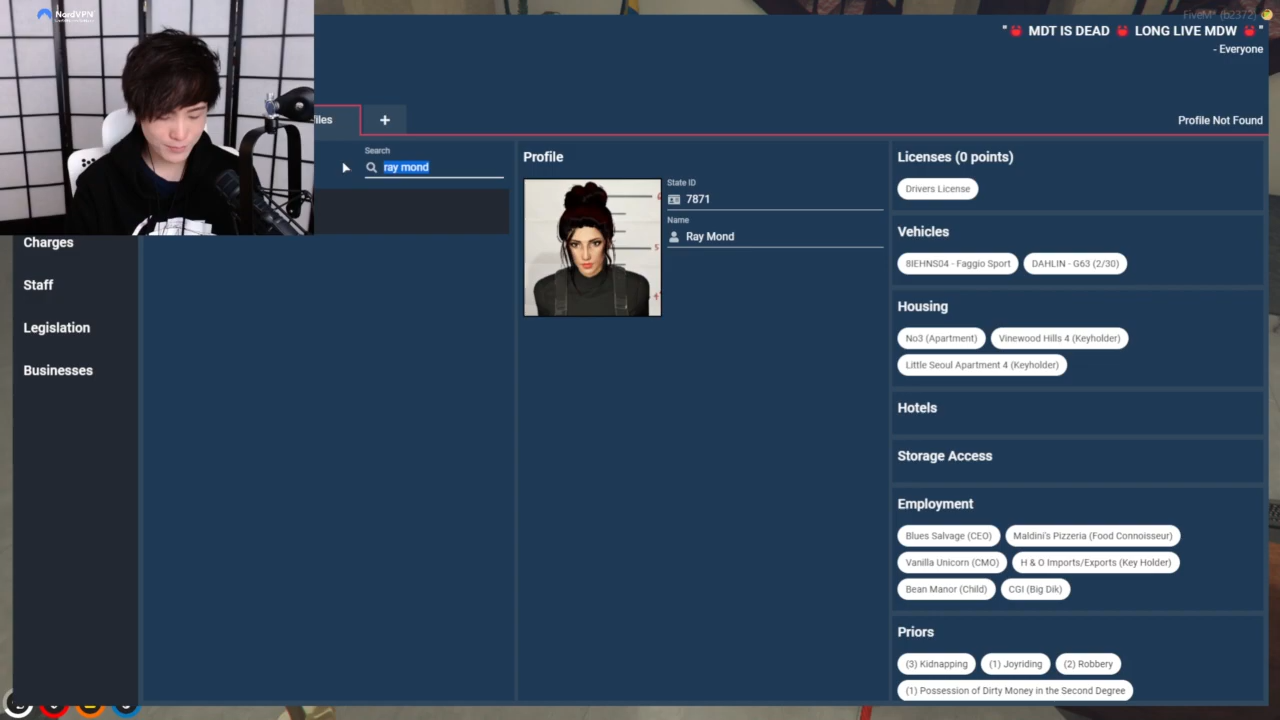 NordVPN
FiveM® (b2372)
" MDT IS DEAD LONG LIVE MDW "
- Everyone
files
+
Profile Not Found
Search
ray mond
Charges
Staff
Legislation
Businesses
Profile
State ID
7871
Name
Ray Mond
Licenses (0 points)
Drivers License
Vehicles
8IEHNS04 - Faggio Sport
DAHLIN - G63 (2/30)
Housing
No3 (Apartment)
Vinewood Hills 4 (Keyholder)
Little Seoul Apartment 4 (Keyholder)
Hotels
Storage Access
Employment
Blues Salvage (CEO)
Maldini's Pizzeria (Food Connoisseur)
Vanilla Unicorn (CMO)
H & O Imports/Exports (Key Holder)
Bean Manor (Child)
CGI (Big Dik)
Priors
(3) Kidnapping
(1) Joyriding
(2) Robbery
(1) Possession of Dirty Money in the Second Degree